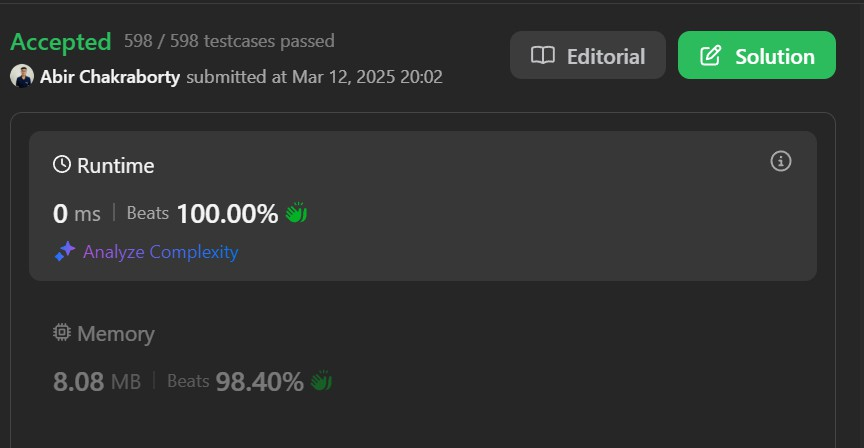 Accepted 598 / 598 testcases passed
Abir Chakraborty submitted at Mar 12, 2025 20:02
Editorial
Solution
Runtime
0 ms | Beats 100.00%
Analyze Complexity
Memory
8.08 MB | Beats 98.40%